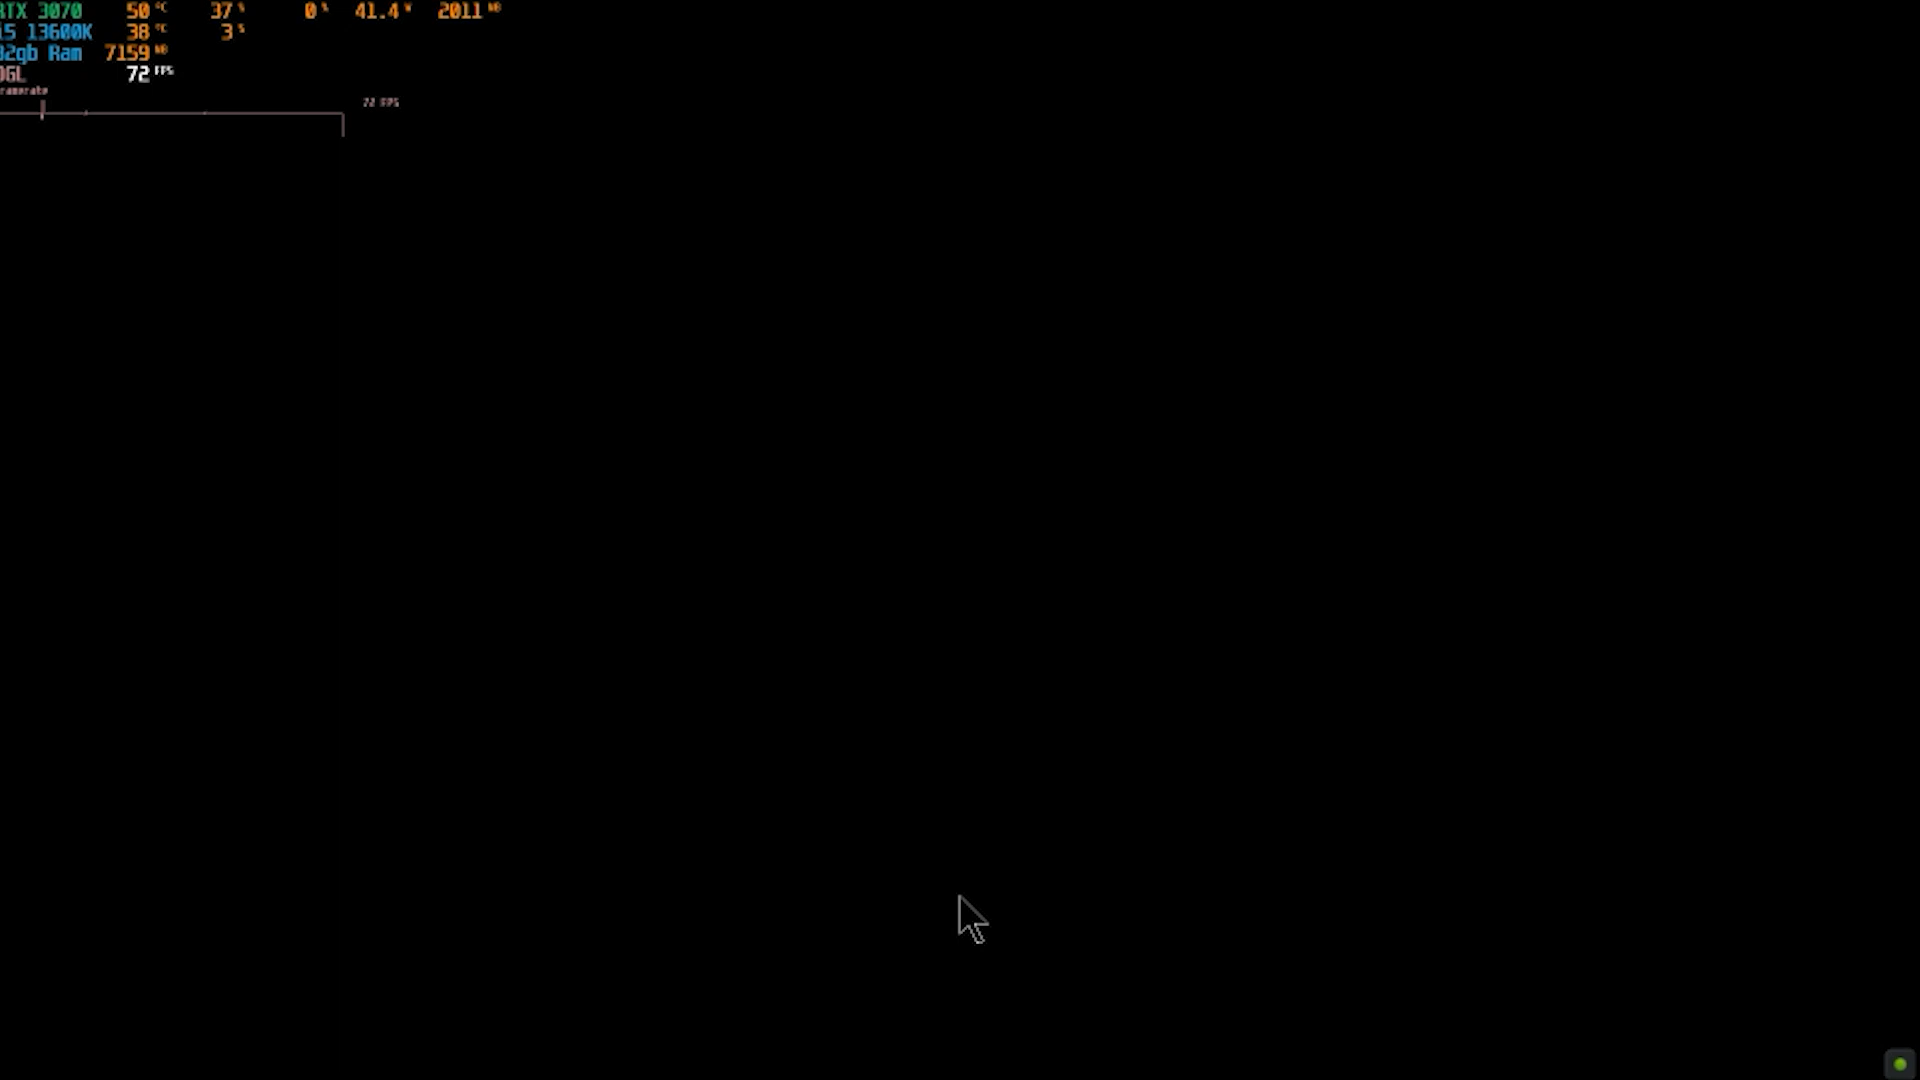 RTX 3070 50 °C 37 % 0 % 41.4 W 2011 MB
i5 13600K 38 °C 3 %
32gb Ram 7159 MB
OGL 72 FPS
ramerate
72 FPS